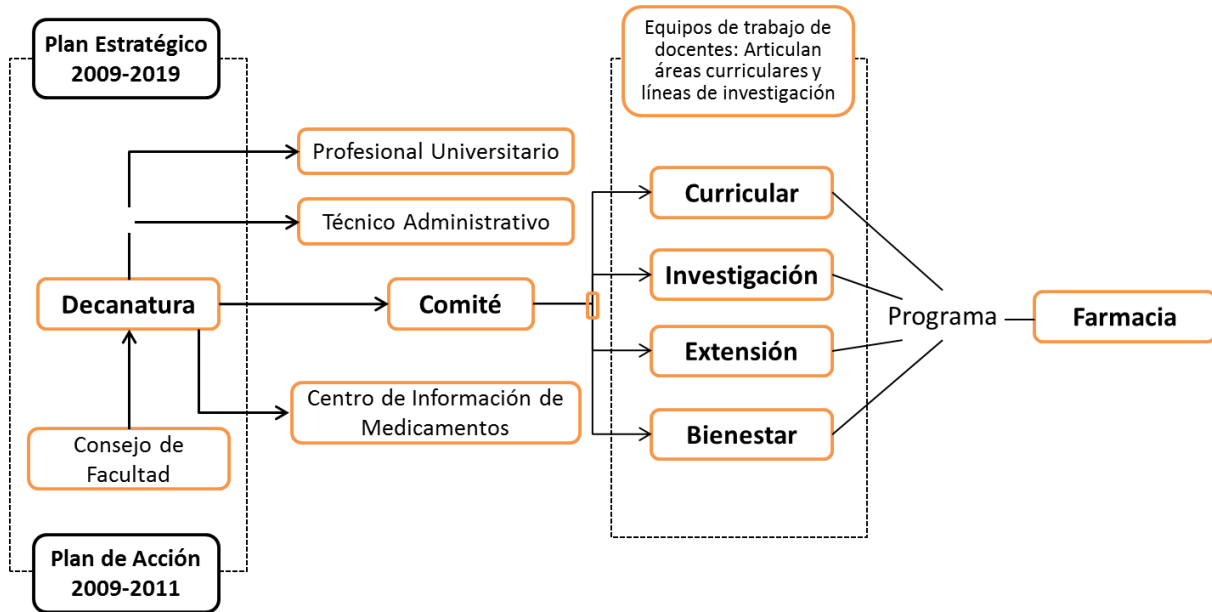 Plan Estratégico
2009-2019
Equipos de trabajo de
docentes: Articulan
áreas curriculares y
líneas de investigación
Profesional Universitario
Técnico Administrativo
Decanatura
Comité
Centro de Información de
Medicamentos
Consejo de
Facultad
Plan de Acción
2009-2011
Curricular
Investigación
Extensión
Bienestar
Programa
Farmacia